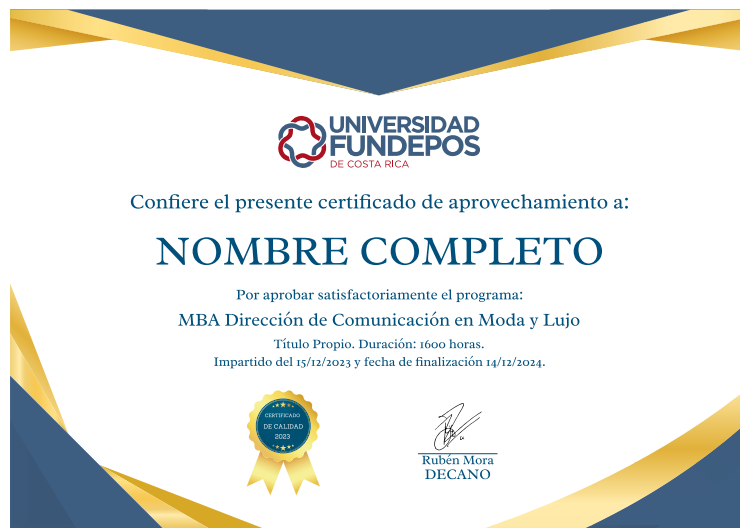 UNIVERSIDAD
FUNDEPOS
DE COSTA RICA
Confiere el presente certificado de aprovechamiento a:
NOMBRE COMPLETO
Por aprobar satisfactoriamente el programa:
MBA Dirección de Comunicación en Moda y Lujo
Título Propio. Duración: 1600 horas.
Impartido del 15/12/2023 y fecha de finalización 14/12/2024.
CERTIFICADO
DE CALIDAD
2023
Rubén Mora
DECANO